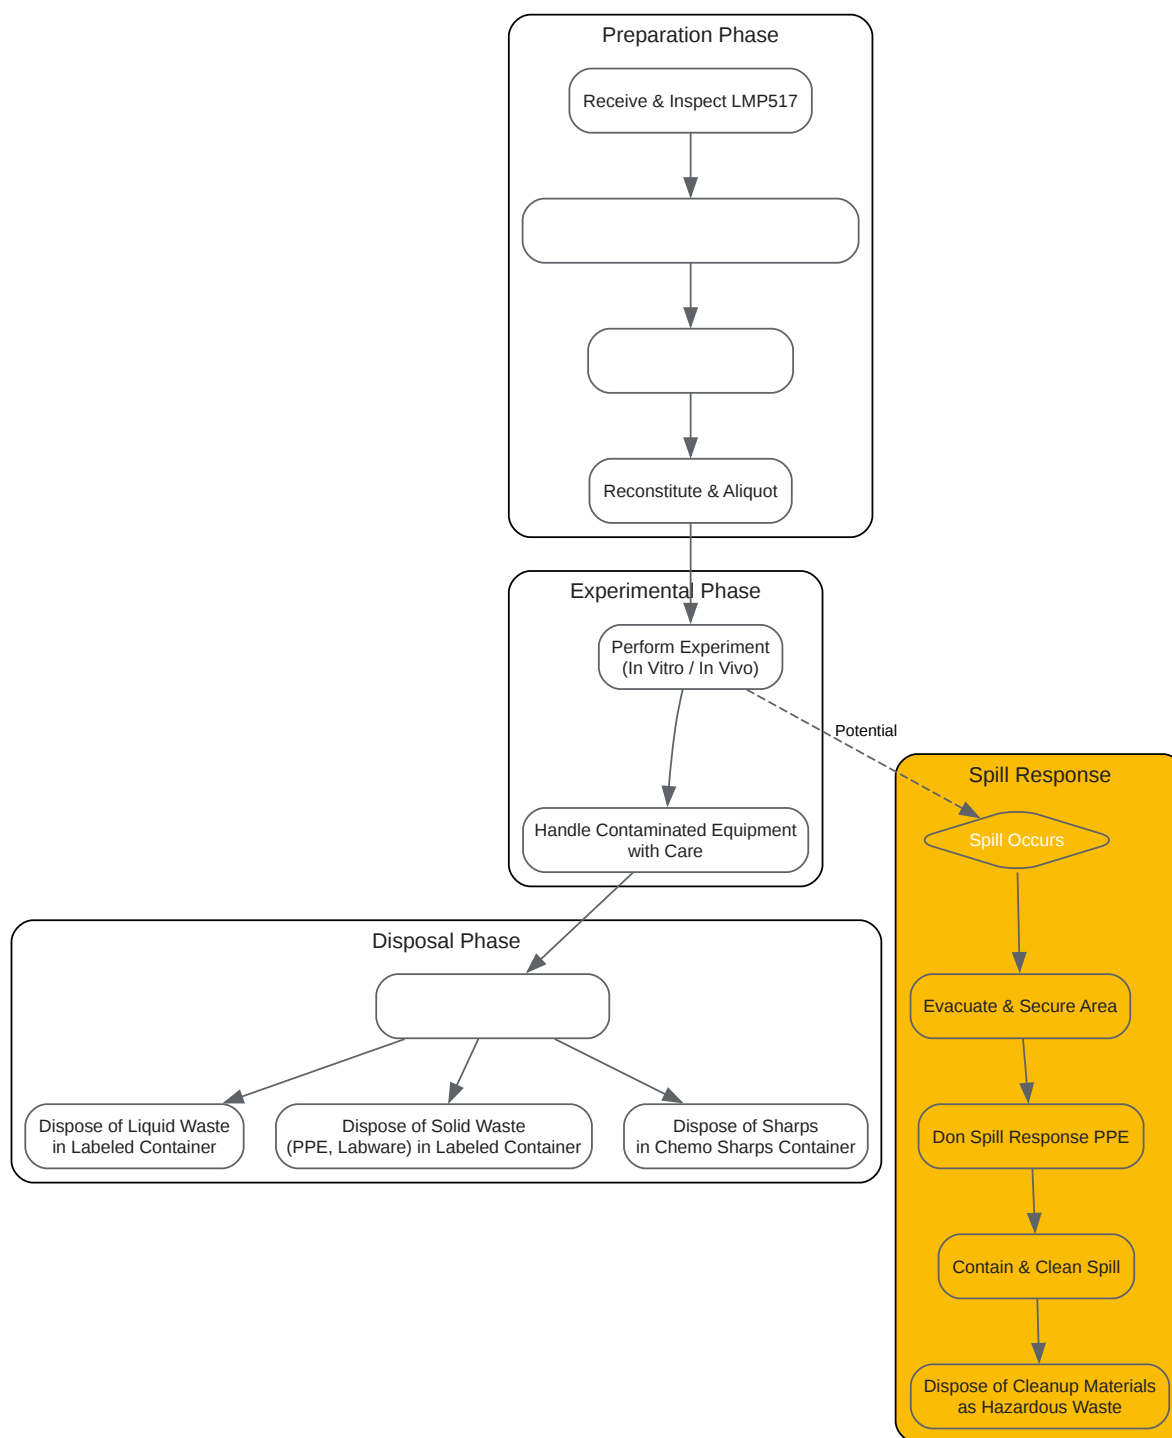 Preparation Phase
Receive & Inspect LMP517
Reconstitute & Aliquot
Experimental Phase
Perform Experiment
(In Vitro / In Vivo)
Potential
Handle Contaminated Equipment
with Care
Spill Response
Spill Occurs
Evacuate & Secure Area
Don Spill Response PPE
Contain & Clean Spill
Dispose of Cleanup Materials
as Hazardous Waste
Disposal Phase
Dispose of Liquid Waste
in Labeled Container
Dispose of Solid Waste
(PPE, Labware) in Labeled Container
Dispose of Sharps
in Chemo Sharps Container